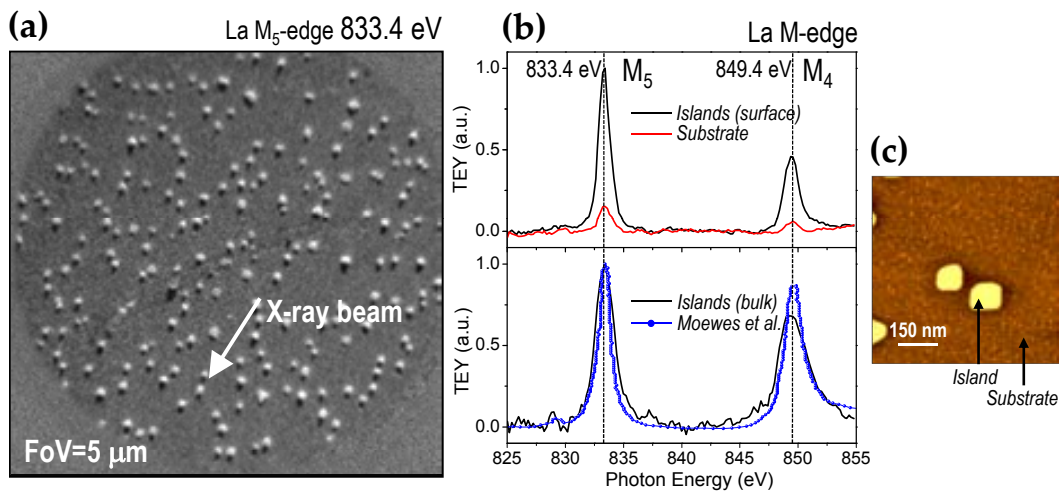 (a)
La M₅-edge 833.4 eV
X-ray beam
FoV=5 μm
(b)
La M-edge
833.4 eV M₅ 849.4 eV M₄
Islands (surface)
Substrate
TEY (a.u.)
1.0
0.5
0.0
Islands (bulk)
Moewes et al.
TEY (a.u.)
1.0
0.5
0.0
825 830 835 840 845 850 855
Photon Energy (eV)
(c)
150 nm
Island
Substrate